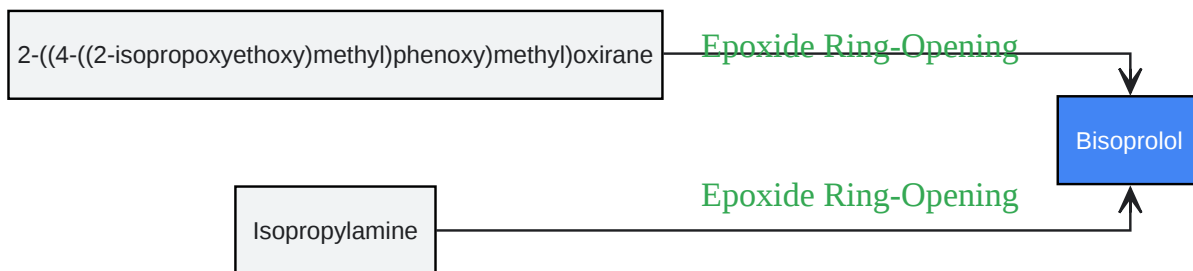 2-((4-((2-isopropoxyethoxy)methyl)phenoxy)methyl)oxirane
Epoxide Ring-Opening
Bisoprolol
Epoxide Ring-Opening
Isopropylamine